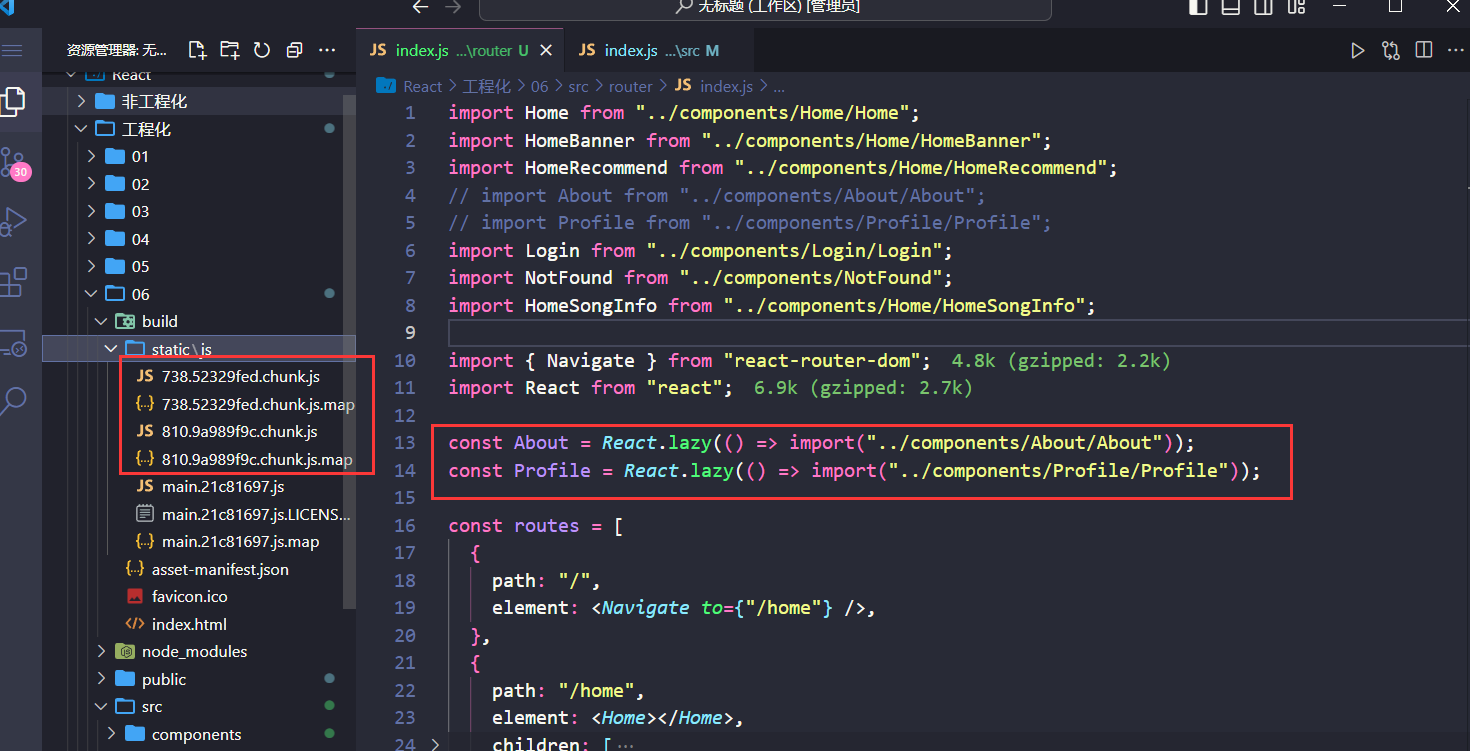 无标题 (工作区) [管理员]
资源管理器: 无...
React
非工程化
工程化
01
02
03
04
05
06
build
static\js
738.52329fed.chunk.js
738.52329fed.chunk.js.map
810.9a989f9c.chunk.js
810.9a989f9c.chunk.js.map
main.21c81697.js
main.21c81697.js.LICENS...
main.21c81697.js.map
asset-manifest.json
favicon.ico
index.html
node_modules
public
src
components
30
JS index.js ...\router U
JS index.js ...\src M
React > 工程化 > 06 > src > router > JS index.js > ...
1 import Home from "../components/Home/Home";
2 import HomeBanner from "../components/Home/HomeBanner";
3 import HomeRecommend from "../components/Home/HomeRecommend";
4 // import About from "../components/About/About";
5 // import Profile from "../components/Profile/Profile";
6 import Login from "../components/Login/Login";
7 import NotFound from "../components/NotFound";
8 import HomeSongInfo from "../components/Home/HomeSongInfo";
9
10 import { Navigate } from "react-router-dom"; 4.8k (gzipped: 2.2k)
11 import React from "react"; 6.9k (gzipped: 2.7k)
12
13 const About = React.lazy(() => import("../components/About/About"));
14 const Profile = React.lazy(() => import("../components/Profile/Profile"));
15
16 const routes = [
17 {
18 path: "/",
19 element: <Navigate to={"/home"} />,
20 },
21 {
22 path: "/home",
23 element: <Home></Home>,
24 children: [ ...